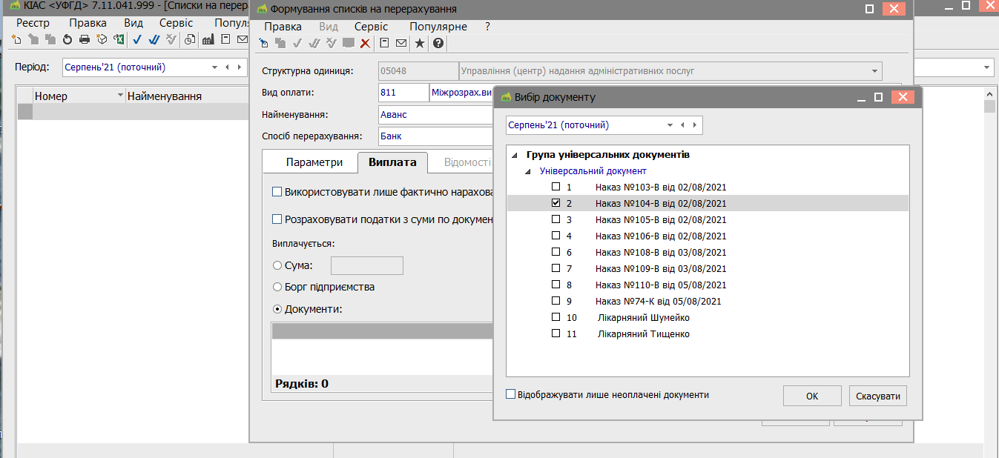 КІАС <УФГД> 7.11.041.999 - [Списки на перера
Реєстр Правка Вид Сервіс Популя
Період: Серпень'21 (поточний)
Номер Найменування
Формування списків на перерахування
Правка Вид Сервіс Популярне ?
Структурна одиниця: 05048 Управління (центр) надання адміністративних послуг
Вид оплати: 811 Міжрозрах.ви
Найменування: Аванс
Спосіб перерахування: Банк
Параметри Виплата Відомості
Використовувати лише фактично нарахова
Розраховувати податки з суми по докумен
Виплачується:
Сума:
Борг підприємства
Документи:
Рядків: 0
Вибір документу
Серпень'21 (поточний)
Група універсальних документів
Універсальний документ
1 Наказ №103-В від 02/08/2021
2 Наказ №104-В від 02/08/2021
3 Наказ №105-В від 02/08/2021
4 Наказ №106-В від 02/08/2021
6 Наказ №108-В від 03/08/2021
7 Наказ №109-В від 03/08/2021
8 Наказ №110-В від 05/08/2021
9 Наказ №74-К від 05/08/2021
10 Лікарняний Шумейко
11 Лікарняний Тищенко
Відображувати лише неоплачені документи
ОК Скасувати